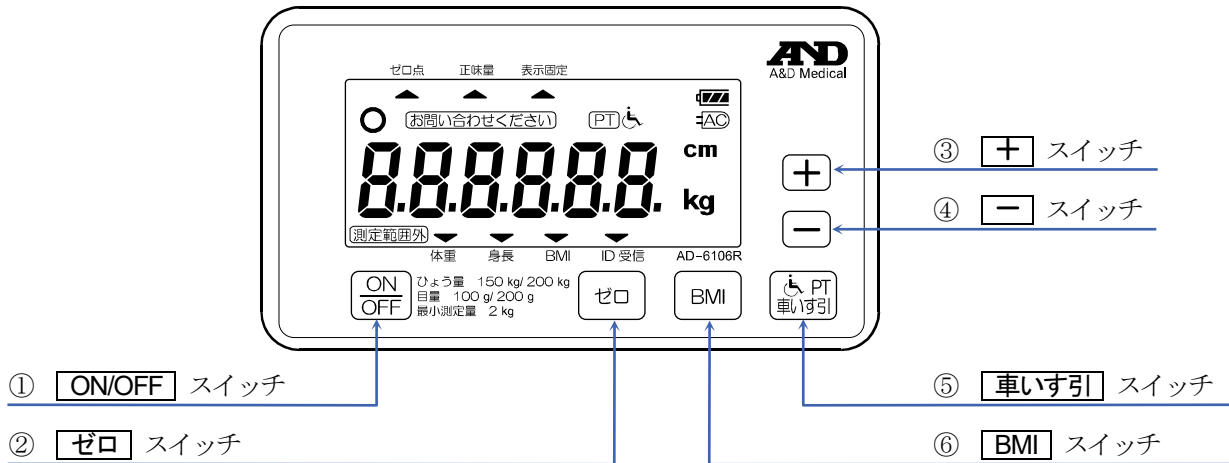 AND
A&D Medical
ゼロ点 正味量 表示固定
お問い合わせください PT AC
88.8.8.8.8. cm
kg
測定範囲外
体重 身長 BMI ID 受信 AD-6106R
ON
OFF
ひょう量 150 kg/200 kg
目量 100 g/200 g
最小測定量 2 kg
ゼロ
BMI
PT
車いす引
③ + スイッチ
④ － スイッチ
① ON/OFF スイッチ
⑤ 車いす引 スイッチ
② ゼロ スイッチ
⑥ BMI スイッチ